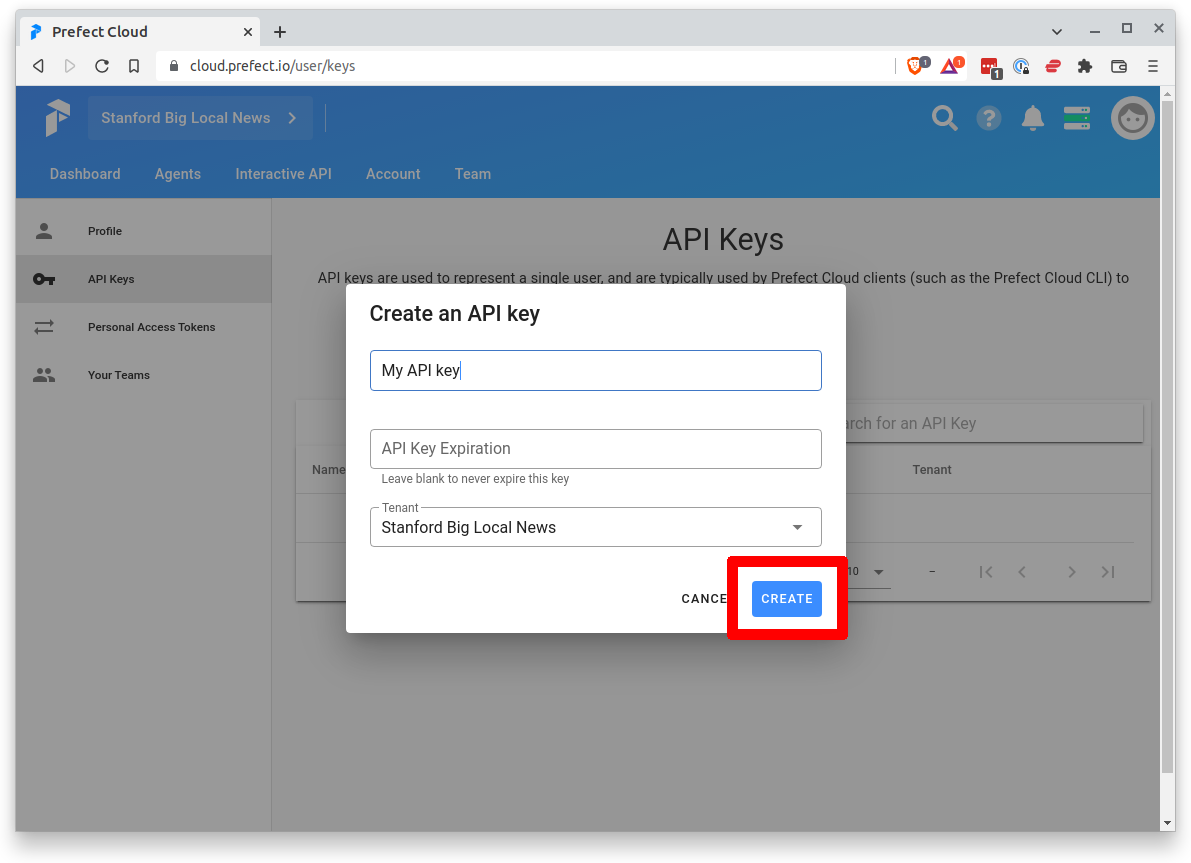 Prefect Cloud
cloud.prefect.io/user/keys
1
1
1
Stanford Big Local News
?
Dashboard Agents Interactive API Account Team
Profile
API Keys
Personal Access Tokens
Your Teams
API Keys
API keys are used to represent a single user, and are typically used by Prefect Cloud clients (such as the Prefect Cloud CLI) to
Create an API key
My API key
API Key Expiration
Leave blank to never expire this key
Tenant
Stanford Big Local News
CANCE
CREATE
arch for an API Key
Name
Tenant
10
–